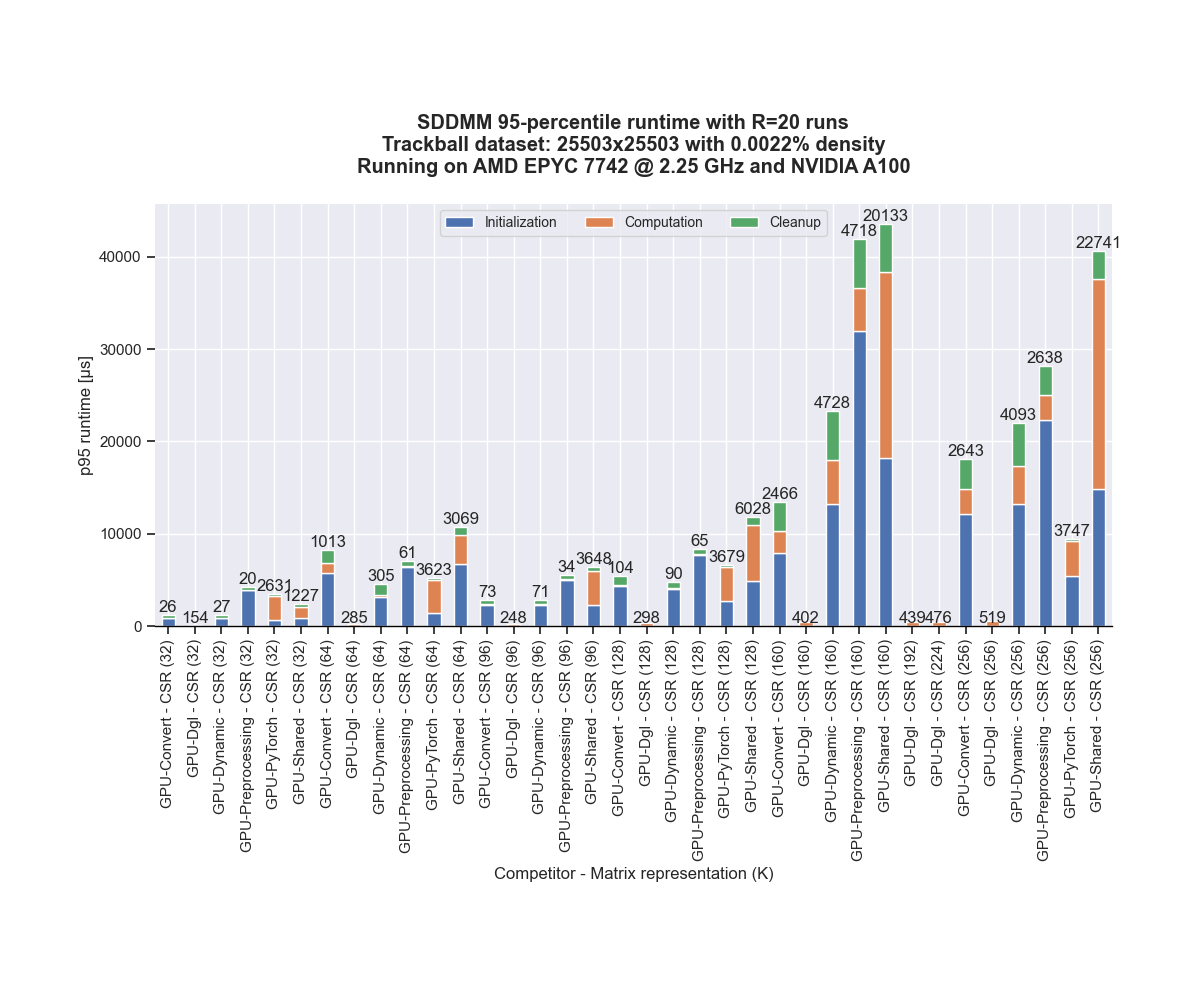 SDDMM 95-percentile runtime with R=20 runs
Trackball dataset: 25503x25503 with 0.0022% density
Running on AMD EPYC 7742 @ 2.25 GHz and NVIDIA A100
Initialization
Computation
Cleanup
p95 runtime [µs]
40000
30000
20000
10000
0
26
154
27
20
2631
1227
1013
285
305
61
3623
3069
73
248
71
34
3648
104
298
90
65
3679
6028
2466
402
4728
4718
20133
439
476
2643
519
4093
2638
3747
22741
GPU-Convert - CSR (32)
GPU-Dgl - CSR (32)
GPU-Dynamic - CSR (32)
GPU-Preprocessing - CSR (32)
GPU-PyTorch - CSR (32)
GPU-Shared - CSR (32)
GPU-Convert - CSR (64)
GPU-Dgl - CSR (64)
GPU-Dynamic - CSR (64)
GPU-Preprocessing - CSR (64)
GPU-PyTorch - CSR (64)
GPU-Shared - CSR (64)
GPU-Convert - CSR (96)
GPU-Dgl - CSR (96)
GPU-Dynamic - CSR (96)
GPU-Preprocessing - CSR (96)
GPU-Shared - CSR (96)
GPU-Convert - CSR (128)
GPU-Dgl - CSR (128)
GPU-Dynamic - CSR (128)
GPU-Preprocessing - CSR (128)
GPU-PyTorch - CSR (128)
GPU-Shared - CSR (128)
GPU-Convert - CSR (160)
GPU-Dgl - CSR (160)
GPU-Dynamic - CSR (160)
GPU-Preprocessing - CSR (160)
GPU-Shared - CSR (160)
GPU-Dgl - CSR (192)
GPU-Dgl - CSR (224)
GPU-Convert - CSR (256)
GPU-Dgl - CSR (256)
GPU-Dynamic - CSR (256)
GPU-Preprocessing - CSR (256)
GPU-PyTorch - CSR (256)
GPU-Shared - CSR (256)
Competitor - Matrix representation (K)